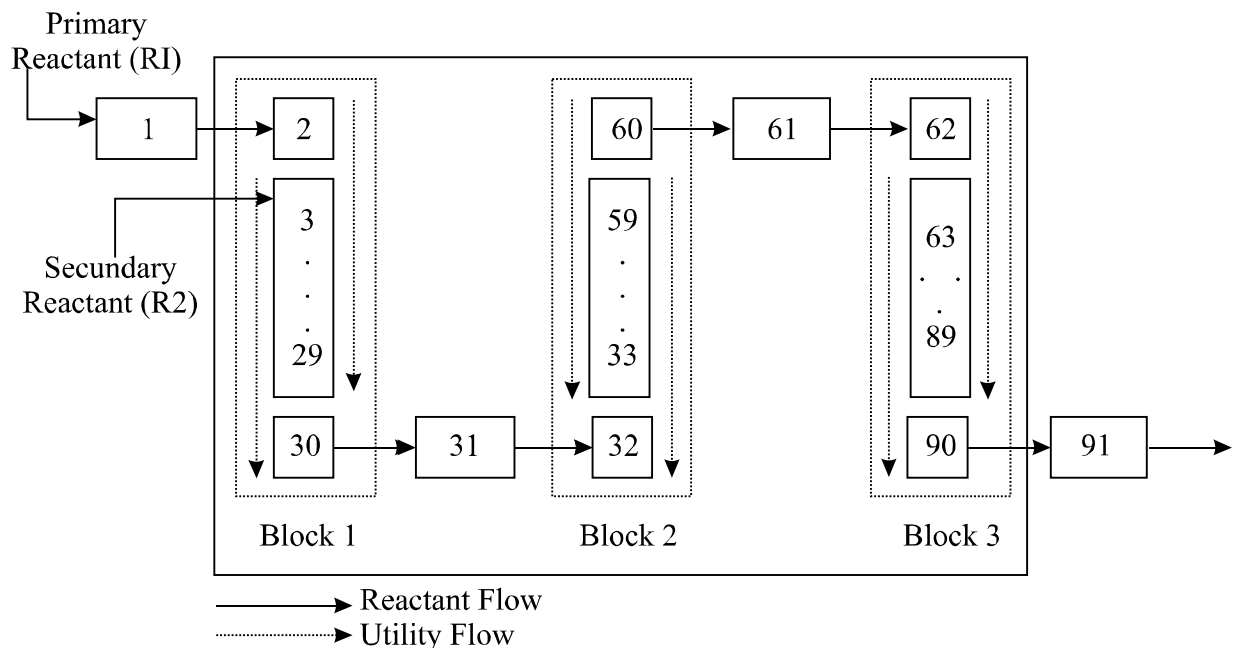 Primary
Reactant (RI)
1
2
60
61
62
3
.
.
.
29
59
.
.
.
33
63
. .
.
89
Secundary
Reactant (R2)
30
31
32
90
91
Block 1
Block 2
Block 3
Reactant Flow
Utility Flow